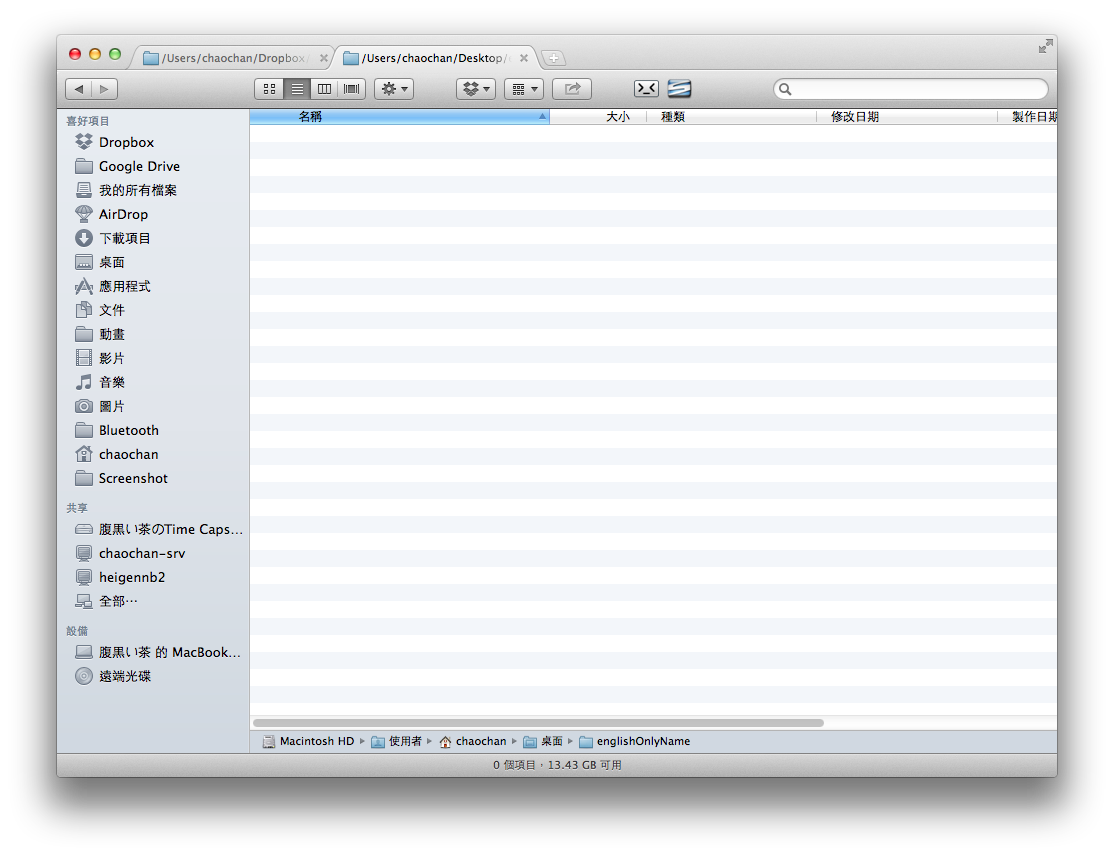 /Users/chaochan/Dropbox/
/Users/chaochan/Desktop/
名稱 大小 種類 修改日期 製作日期
喜好項目
Dropbox
Google Drive
我的所有檔案
AirDrop
下載項目
桌面
應用程式
文件
動畫
影片
音樂
圖片
Bluetooth
chaochan
Screenshot
共享
腹黒い茶のTime Caps...
chaochan-srv
heigennb2
全部…
設備
腹黒い茶 的 MacBook...
遠端光碟
Macintosh HD ▸ 使用者 ▸ chaochan ▸ 桌面 ▸ englishOnlyName
0 個項目，13.43 GB 可用